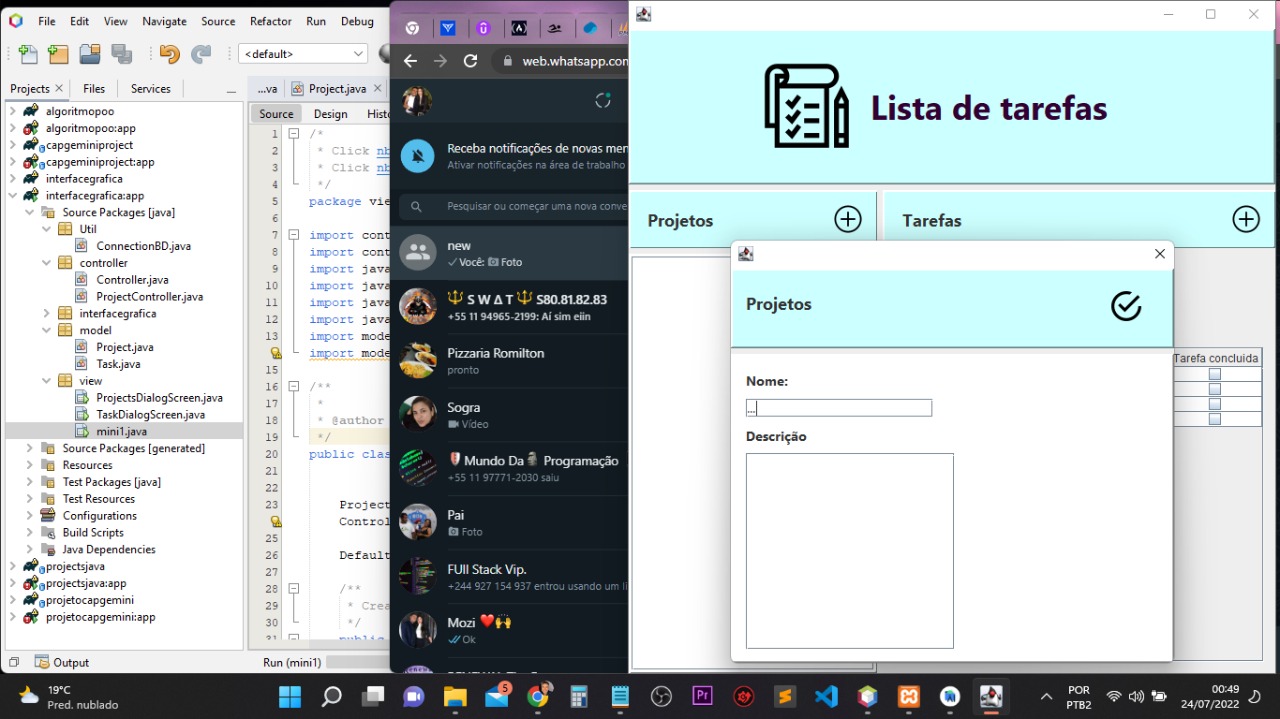 File Edit View Navigate Source Refactor Run Debug
<default>
Projects Files Services
...va Project.java
Source Design Histo
algoritmopoo
algoritmopoo:app
capgeminiproject
capgeminiproject:app
interfacegrafica
interfacegrafica:app
Source Packages [java]
Util
ConnectionBD.java
controller
Controller.java
ProjectController.java
interfacegrafica
model
Project.java
Task.java
view
ProjectsDialogScreen.java
TaskDialogScreen.java
mini1.java
Source Packages [generated]
Resources
Test Packages [java]
Test Resources
Configurations
Build Scripts
Java Dependencies
projectsjava
projectsjava:app
projetocapgemini
projetocapgemini:app
Output
1 /*
2 * Click nb
3 * Click nb
4 */
5 package vie
6
7 import cont
8 import cont
9 import java
10 import java
11 import java
12 import java
13 import mode
import mode
15
16 /**
17 *
18 * @author
19 */
20 public clas
21
22
23 Project
Control
25
26 Default
27
28 /**
29 * Crea
30 */
31 public
Run (mini1)
web.whatsapp.com
Receba notificações de novas men
Ativar notificações na área de trabalho
Pesquisar ou começar uma nova conve
new
Você: Foto
🔱 S W Δ T 🔱 S80.81.82.83
+55 11 94965-2199: Aí sim eiin
Pizzaria Romilton
pronto
Sogra
Vídeo
Mundo Da Programação
+55 11 97771-2030 saiu
Pai
Foto
FUll Stack Vip.
+244 927 154 937 entrou usando um li
Mozi ❤️🙌
Ok
Lista de tarefas
Projetos
Tarefas
Projetos
Nome:
...
Descrição
Tarefa concluida
19°C
Pred. nublado
5
Pr
POR
PTB2
00:49
24/07/2022